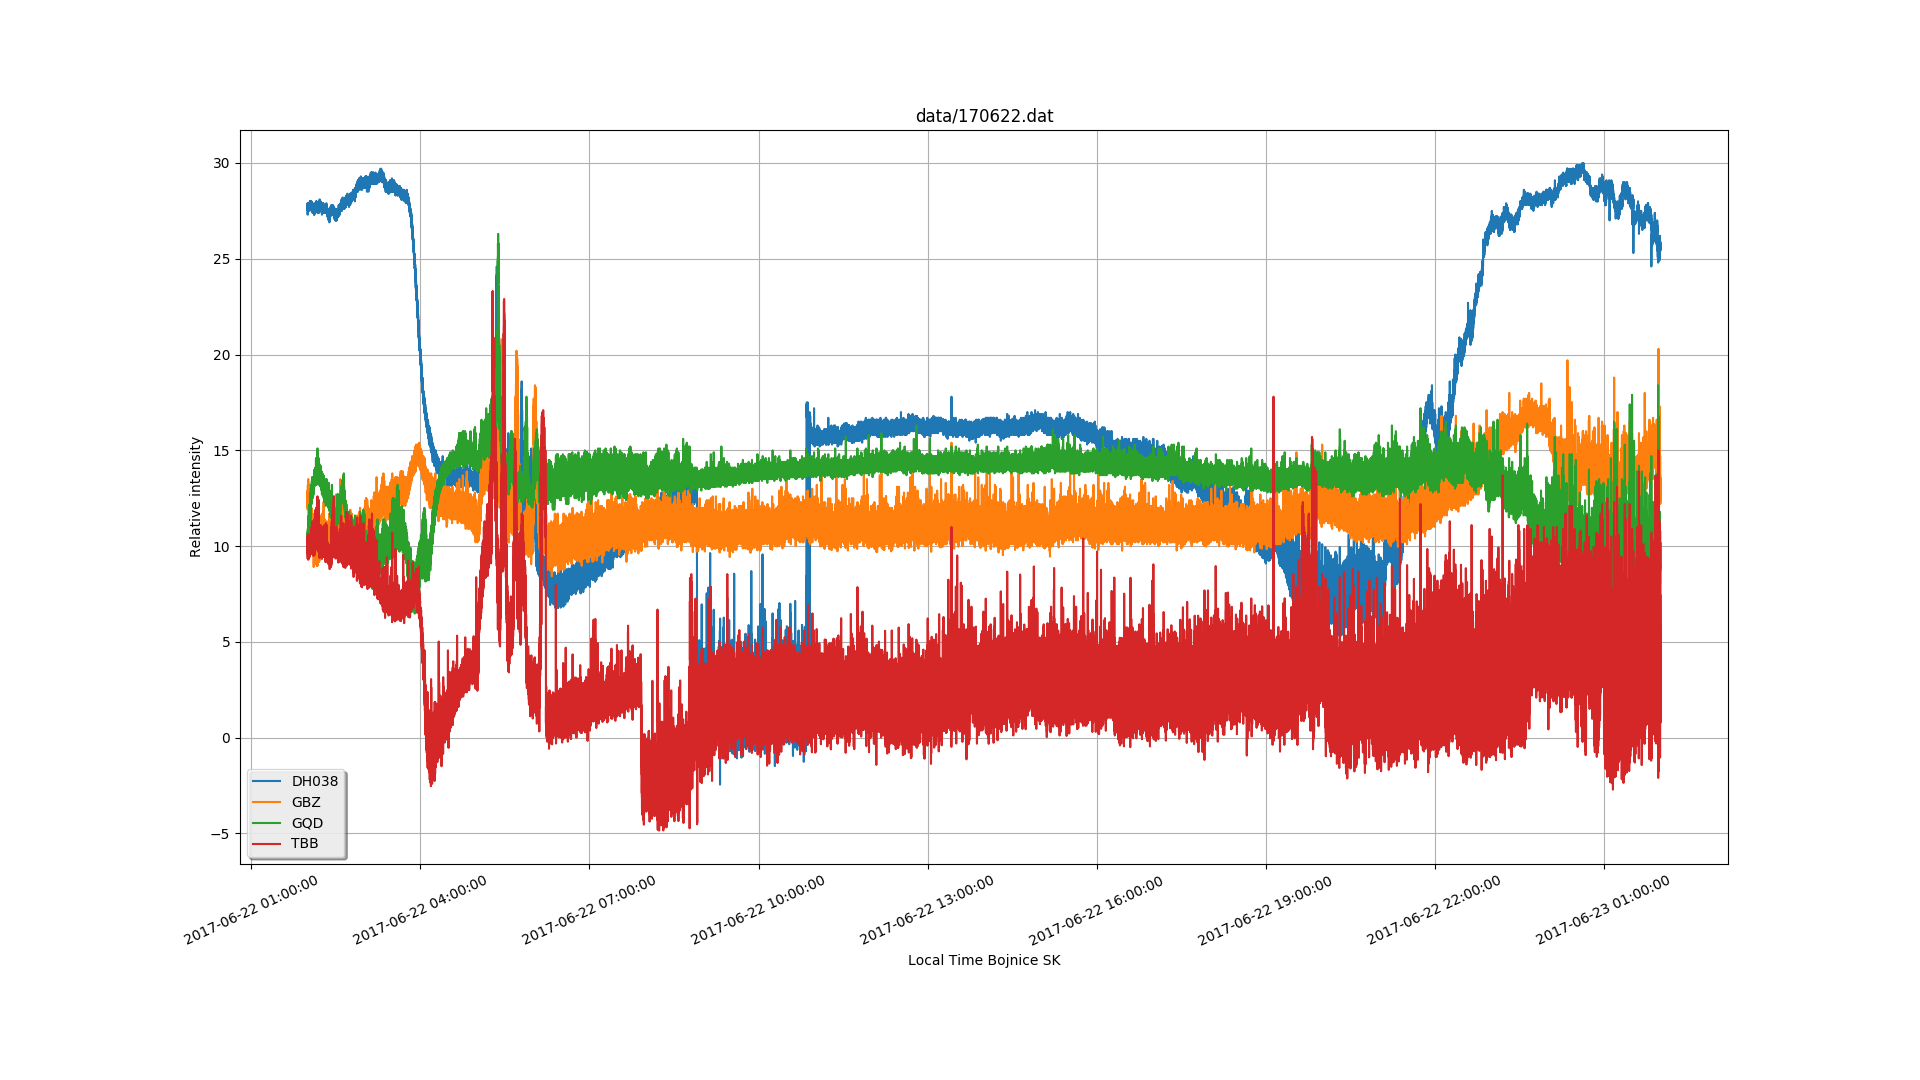 data/170622.dat
Relative intensity
30
25
20
15
10
5
0
−5
DH038
GBZ
GQD
TBB
2017-06-22 01:00:00
2017-06-22 04:00:00
2017-06-22 07:00:00
2017-06-22 10:00:00
2017-06-22 13:00:00
2017-06-22 16:00:00
2017-06-22 19:00:00
2017-06-22 22:00:00
2017-06-23 01:00:00
Local Time Bojnice SK